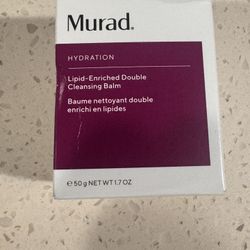 Murad.
HYDRATION
Lipid-Enriched Double
Cleansing Balm
Baume nettoyant double
enrichi en lipides
℮ 50 g NET WT 1.7 OZ